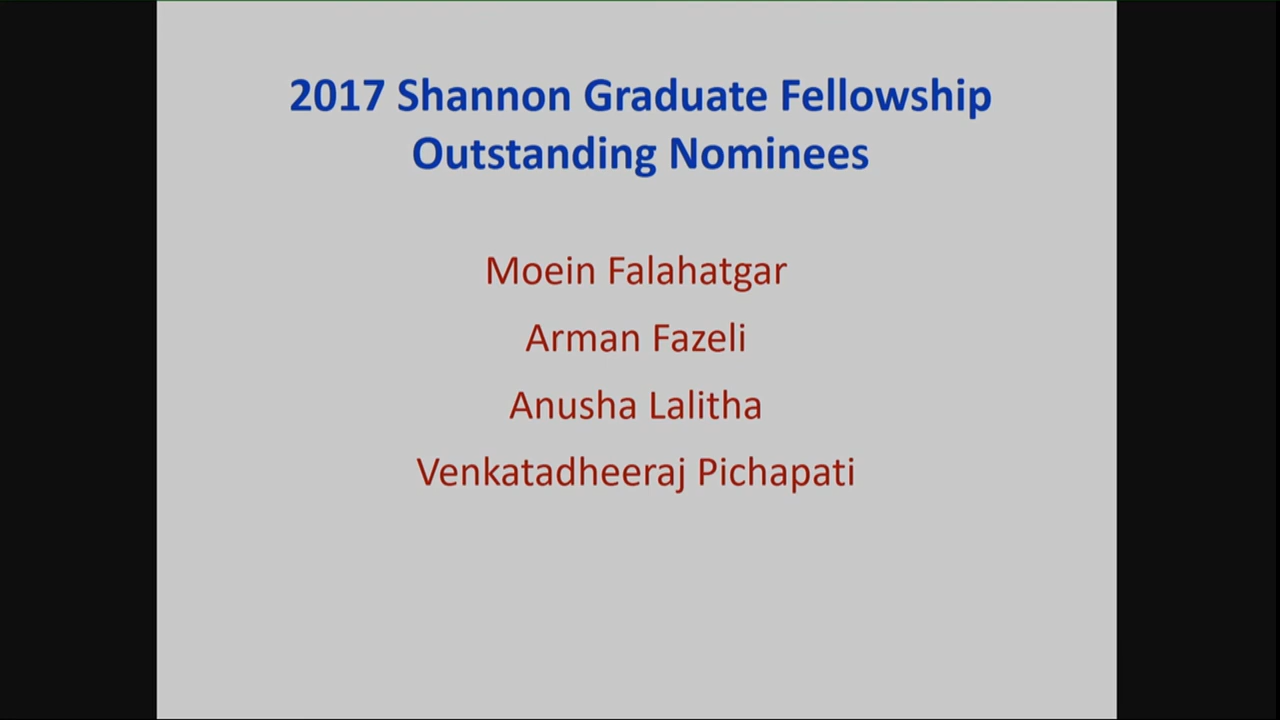 2017 Shannon Graduate Fellowship
Outstanding Nominees
Moein Falahatgar
Arman Fazeli
Anusha Lalitha
Venkatadheeraj Pichapati